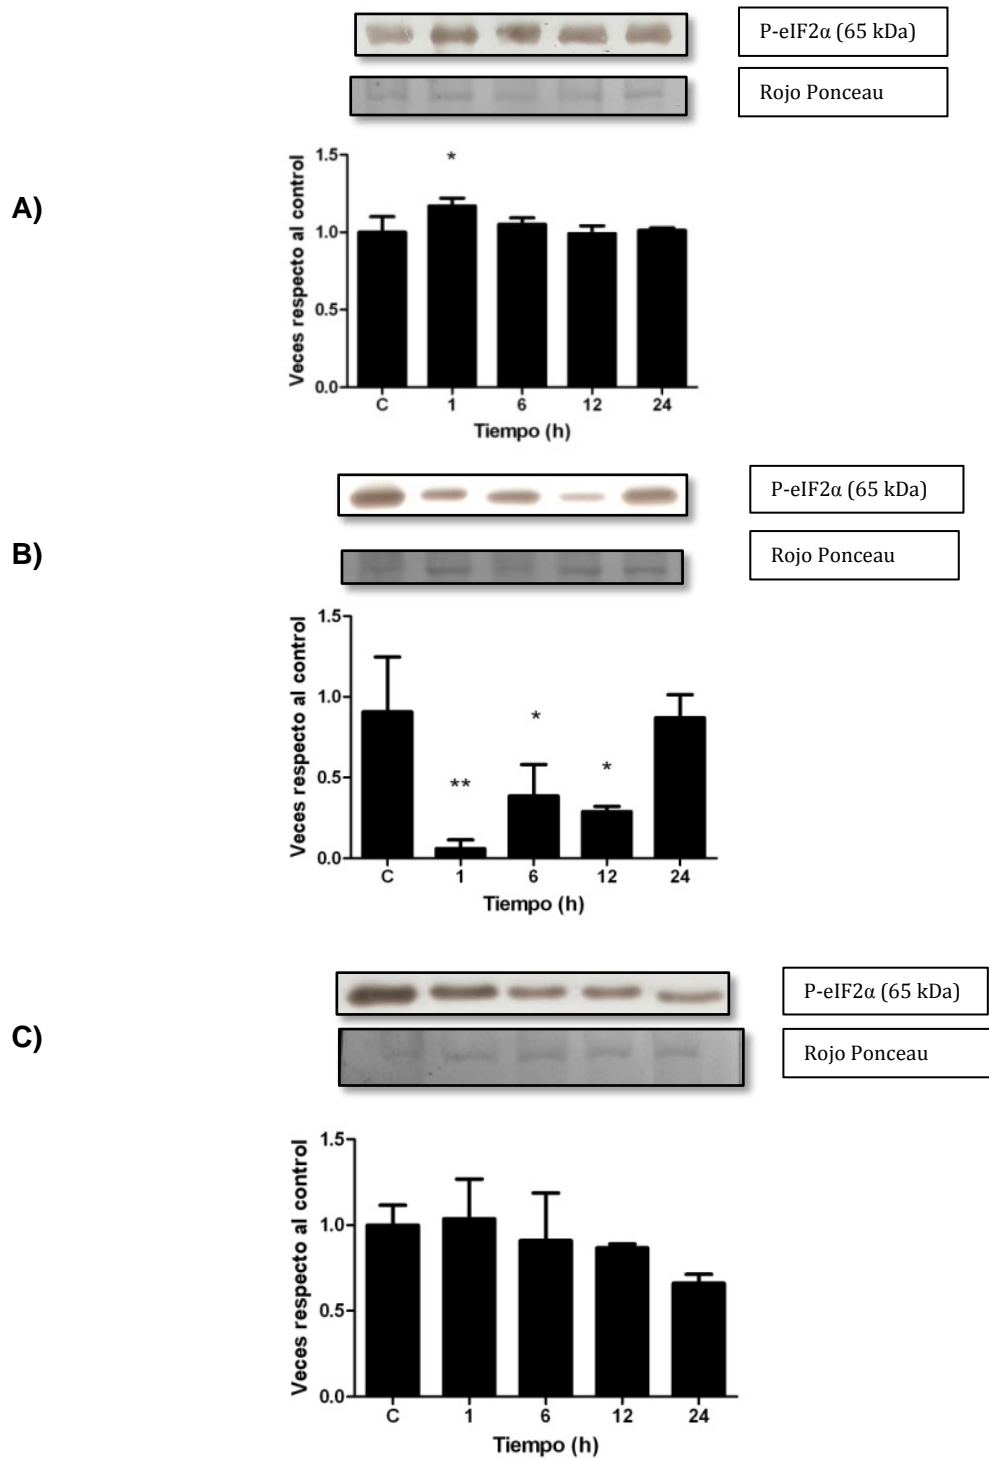 P-eIF2α (65 kDa)
Rojo Ponceau
A)
Veces respecto al control
1.5
1.0
0.5
0.0
*
C 1 6 12 24
Tiempo (h)
P-eIF2α (65 kDa)
B)
Rojo Ponceau
Veces respecto al control
1.5
1.0
0.5
0.0
** * *
C 1 6 12 24
Tiempo (h)
P-eIF2α (65 kDa)
C)
Rojo Ponceau
Veces respecto al control
1.5
1.0
0.5
0.0
C 1 6 12 24
Tiempo (h)